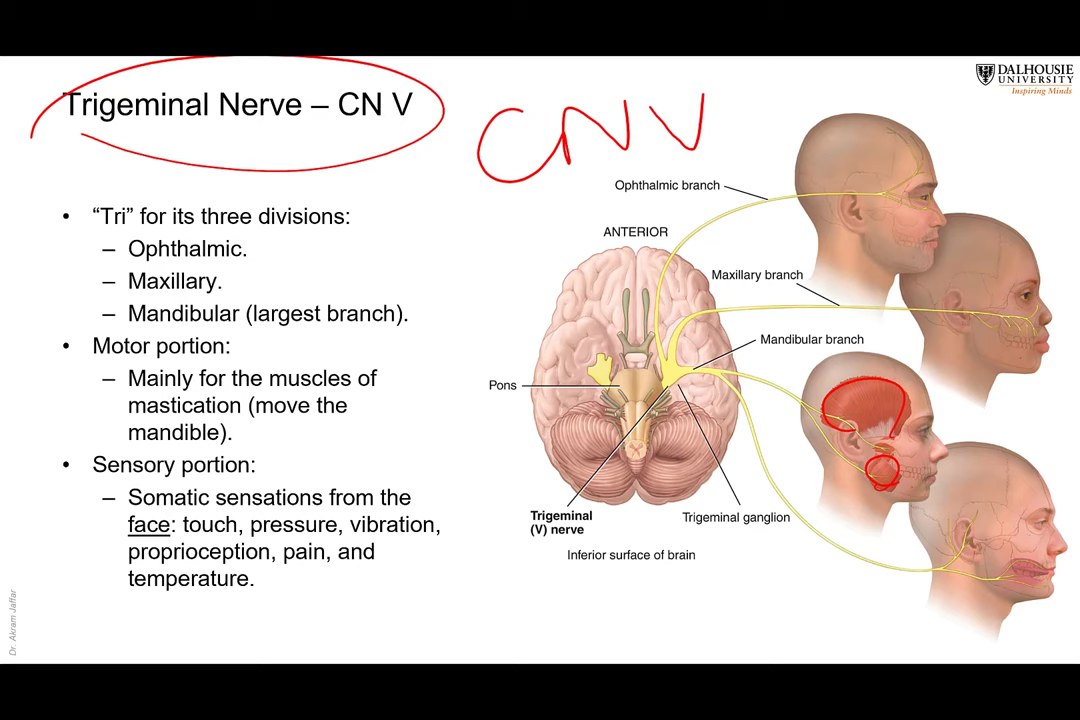 DALHOUSIE
UNIVERSITY
Inspiring Minds
Trigeminal Nerve – CN V
CNV
• “Tri” for its three divisions:
– Ophthalmic.
– Maxillary.
– Mandibular (largest branch).
• Motor portion:
– Mainly for the muscles of
mastication (move the
mandible).
• Sensory portion:
– Somatic sensations from the
face: touch, pressure, vibration,
proprioception, pain, and
temperature.
Ophthalmic branch
ANTERIOR
Maxillary branch
Mandibular branch
Pons
Trigeminal
(V) nerve
Trigeminal ganglion
Inferior surface of brain
Dr. Akram Jaffar